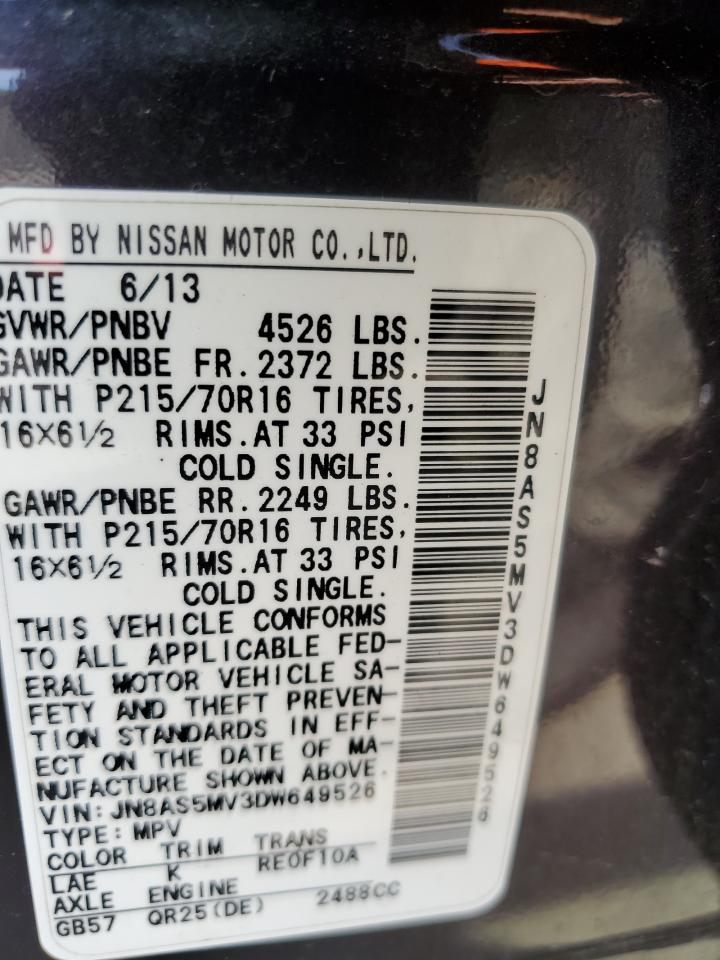 MFD BY NISSAN MOTOR CO.,LTD.
DATE 6/13
GVWR/PNBV 4526 LBS.
GAWR/PNBE FR. 2372 LBS.
WITH P215/70R16 TIRES,
16X6½ RIMS. AT 33 PSI
COLD SINGLE.
GAWR/PNBE RR. 2249 LBS.
WITH P215/70R16 TIRES,
16X6½ RIMS. AT 33 PSI
COLD SINGLE.
THIS VEHICLE CONFORMS
TO ALL APPLICABLE FED-
ERAL MOTOR VEHICLE SA-
FETY AND THEFT PREVEN-
TION STANDARDS IN EFF-
ECT ON THE DATE OF MA-
NUFACTURE SHOWN ABOVE.
VIN: JN8AS5MV3DW649526
TYPE: MPV
COLOR TRIM TRANS
LAE K RE0F10A
AXLE ENGINE
GB57 QR25(DE) 2488CC
JN8AS5MV3DW649526